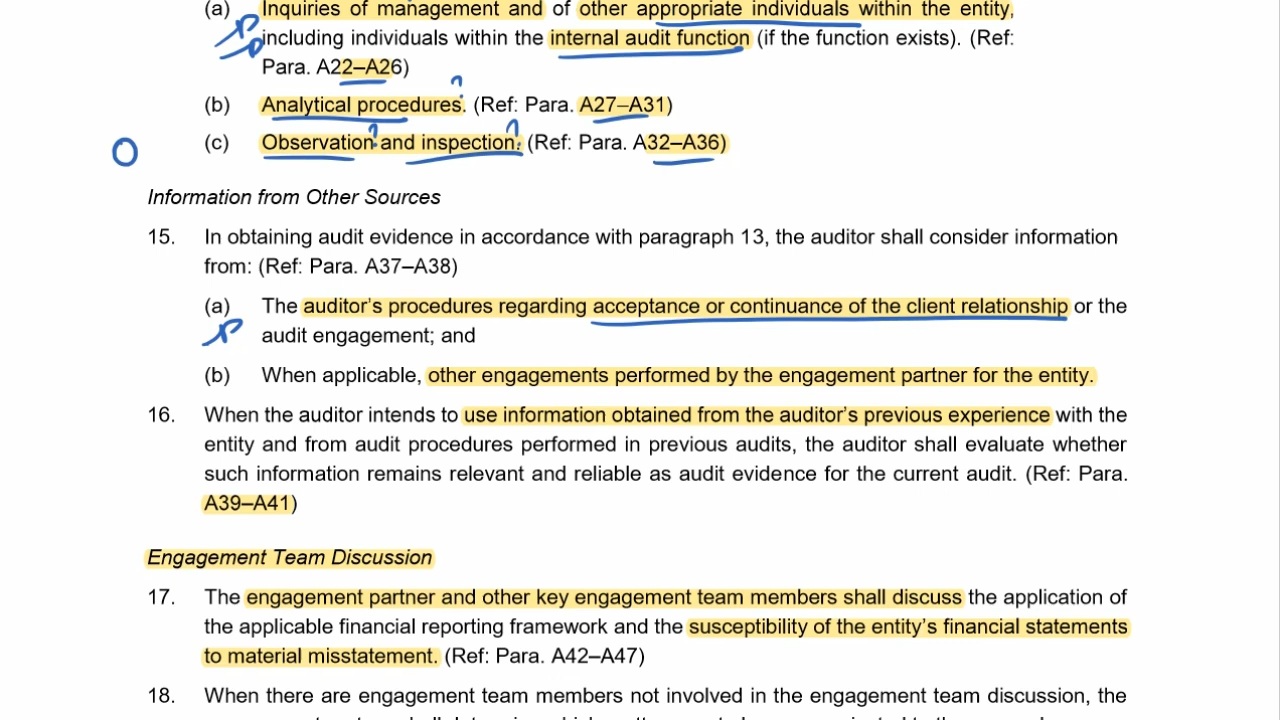 (a) Inquiries of management and of other appropriate individuals within the entity,
including individuals within the internal audit function (if the function exists). (Ref:
Para. A22–A26)
(b) Analytical procedures. (Ref: Para. A27–A31)
(c) Observation and inspection. (Ref: Para. A32–A36)
Information from Other Sources
15. In obtaining audit evidence in accordance with paragraph 13, the auditor shall consider information
from: (Ref: Para. A37–A38)
(a) The auditor's procedures regarding acceptance or continuance of the client relationship or the
audit engagement; and
(b) When applicable, other engagements performed by the engagement partner for the entity.
16. When the auditor intends to use information obtained from the auditor's previous experience with the
entity and from audit procedures performed in previous audits, the auditor shall evaluate whether
such information remains relevant and reliable as audit evidence for the current audit. (Ref: Para.
A39–A41)
Engagement Team Discussion
17. The engagement partner and other key engagement team members shall discuss the application of
the applicable financial reporting framework and the susceptibility of the entity's financial statements
to material misstatement. (Ref: Para. A42–A47)
18. When there are engagement team members not involved in the engagement team discussion, the